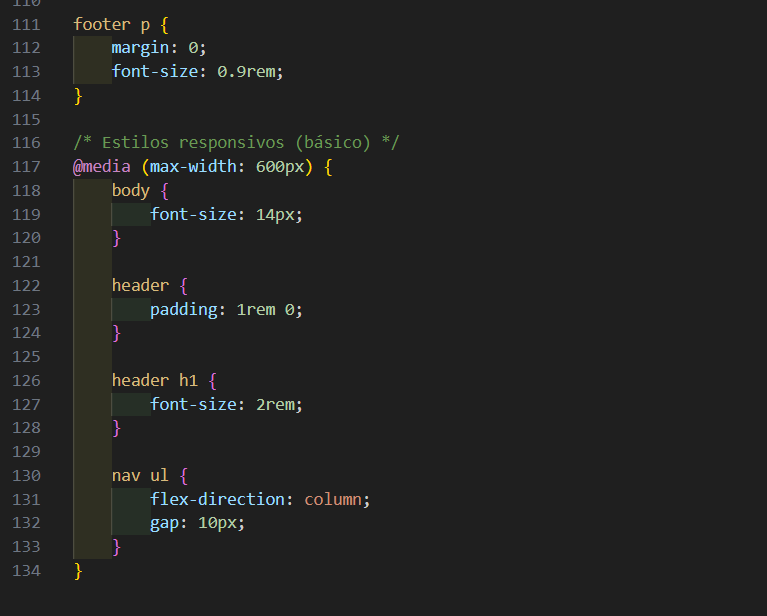 110
111 footer p {
112     margin: 0;
113     font-size: 0.9rem;
114 }
115
116 /* Estilos responsivos (básico) */
117 @media (max-width: 600px) {
118     body {
119         font-size: 14px;
120     }
121
122     header {
123         padding: 1rem 0;
124     }
125
126     header h1 {
127         font-size: 2rem;
128     }
129
130     nav ul {
131         flex-direction: column;
132         gap: 10px;
133     }
134 }